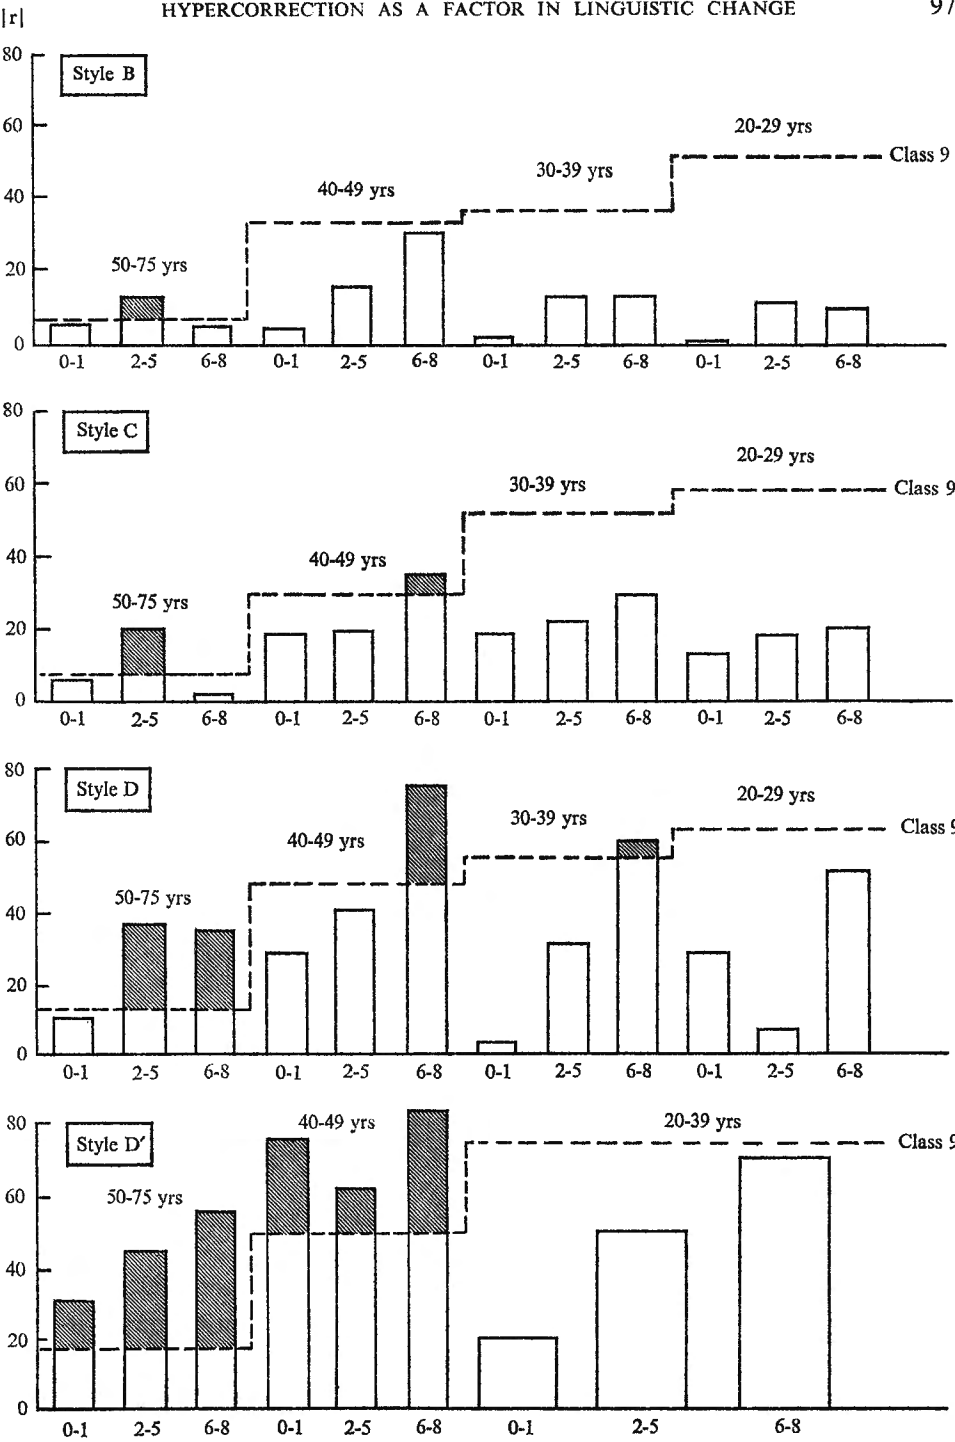 HYPERCORRECTION AS A FACTOR IN LINGUISTIC CHANGE
|r|
80
Style B
60
20-29 yrs
Class 9
30-39 yrs
40
40-49 yrs
20
50-75 yrs
0
0-1 2-5 6-8 0-1 2-5 6-8 0-1 2-5 6-8 0-1 2-5 6-8
80
Style C
20-29 yrs
60
30-39 yrs
Class 9
40
40-49 yrs
50-75 yrs
20
0
0-1 2-5 6-8 0-1 2-5 6-8 0-1 2-5 6-8 0-1 2-5 6-8
80
Style D
20-29 yrs
30-39 yrs
Class 9
60
40-49 yrs
50-75 yrs
40
20
0
0-1 2-5 6-8 0-1 2-5 6-8 0-1 2-5 6-8 0-1 2-5 6-8
80
40-49 yrs
20-39 yrs
Style D′
Class 9
60
50-75 yrs
40
20
0
0-1 2-5 6-8 0-1 2-5 6-8 0-1 2-5 6-8